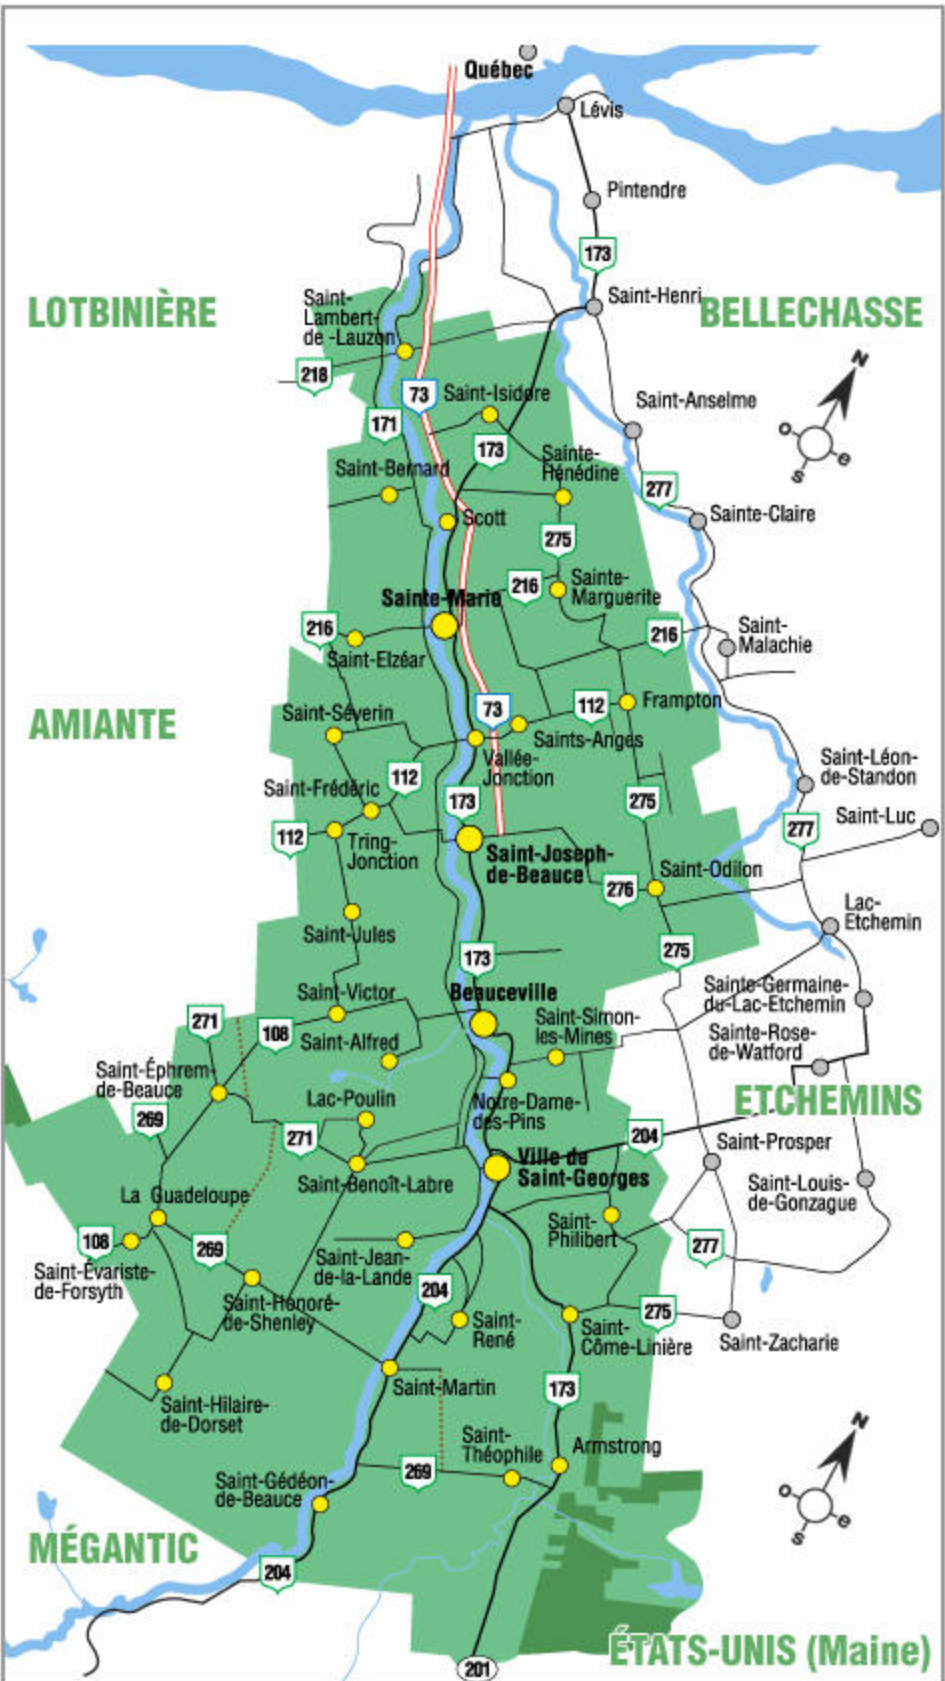 Québec
Lévis
Pintendre
173
Saint-Henri
LOTBINIÈRE
BELLECHASSE
Saint-
Lambert-
de -Lauzon
218
73
Saint-Isidore
N
o
e
s
Saint-Anselme
171
173
Sainte-
Hénédine
Saint-Bernard
277
Sainte-Claire
Scott
275
216
Sainte-
Marguerite
Sainte-Marie
216
Saint-Elzéar
216
Saint-
Malachie
AMIANTE
Saint-Séverin
73
112
Frampton
Saints-Anges
Vallée-
Jonction
112
Saint-Frédéric
173
275
Saint-Léon-
de-Standon
Saint-Luc
277
112
Tring-
Jonction
Saint-Joseph-
de-Beauce
276
Saint-Odilon
Lac-
Etchemin
Saint-Jules
173
275
Saint-Victor
Beauceville
Sainte-Germaine-
du-Lac-Etchemin
271
108
Saint-Alfred
Saint-Simon-
les-Mines
Sainte-Rose-
de-Watford
Saint-Éphrem-
de-Beauce
269
Lac-Poulin
Notre-Dame-
des-Pins
ETCHEMINS
271
204
Saint-Prosper
Saint-Benoît-Labre
Ville de
Saint-Georges
Saint-Louis-
de-Gonzague
La Guadeloupe
108
269
Saint-
Philibert
277
Saint-Évariste-
de-Forsyth
Saint-Jean-
de-la-Lande
204
Saint-Honoré-
de-Shenley
Saint-
René
Saint-
Côme-Linière
275
Saint-Zacharie
Saint-Martin
173
Saint-Hilaire-
de-Dorset
N
o
e
s
Saint-
Théophile
Armstrong
269
Saint-Gédéon-
de-Beauce
MÉGANTIC
204
ÉTATS-UNIS (Maine)
201